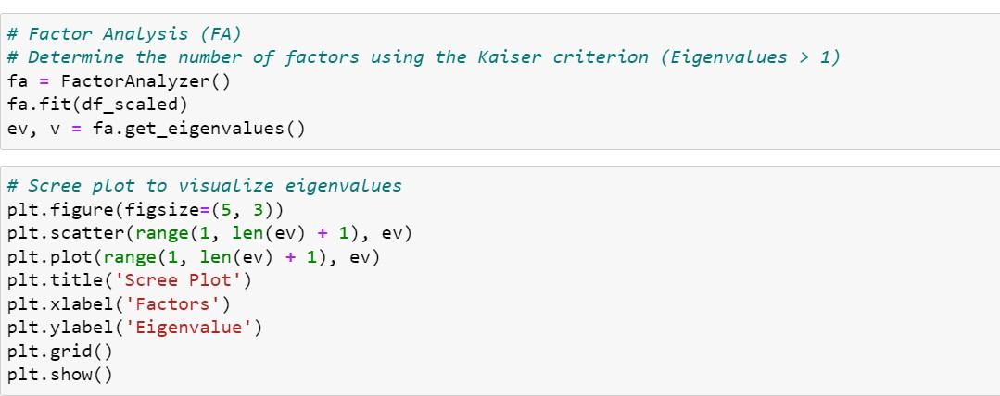 # Factor Analysis (FA)
# Determine the number of factors using the Kaiser criterion (Eigenvalues > 1)
fa = FactorAnalyzer()
fa.fit(df_scaled)
ev, v = fa.get_eigenvalues()
# Scree plot to visualize eigenvalues
plt.figure(figsize=(5, 3))
plt.scatter(range(1, len(ev) + 1), ev)
plt.plot(range(1, len(ev) + 1), ev)
plt.title('Scree Plot')
plt.xlabel('Factors')
plt.ylabel('Eigenvalue')
plt.grid()
plt.show()